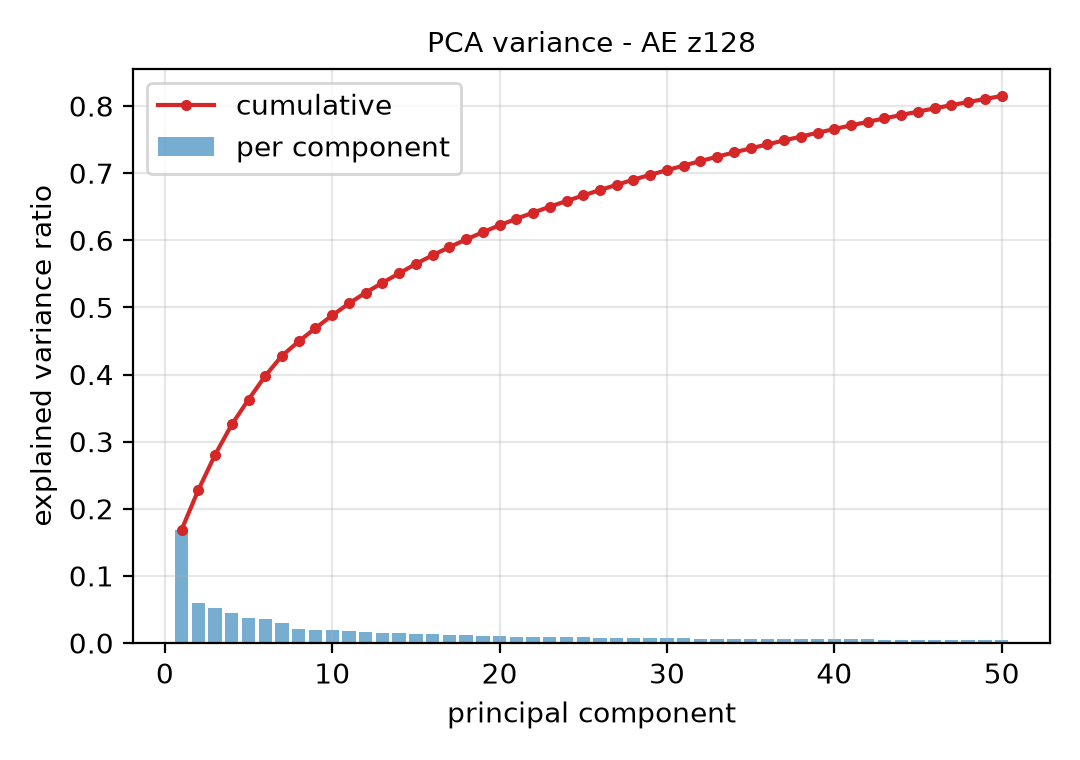 PCA variance - AE z128
cumulative
per component
explained variance ratio
0.8
0.7
0.6
0.5
0.4
0.3
0.2
0.1
0.0
0 10 20 30 40 50
principal component